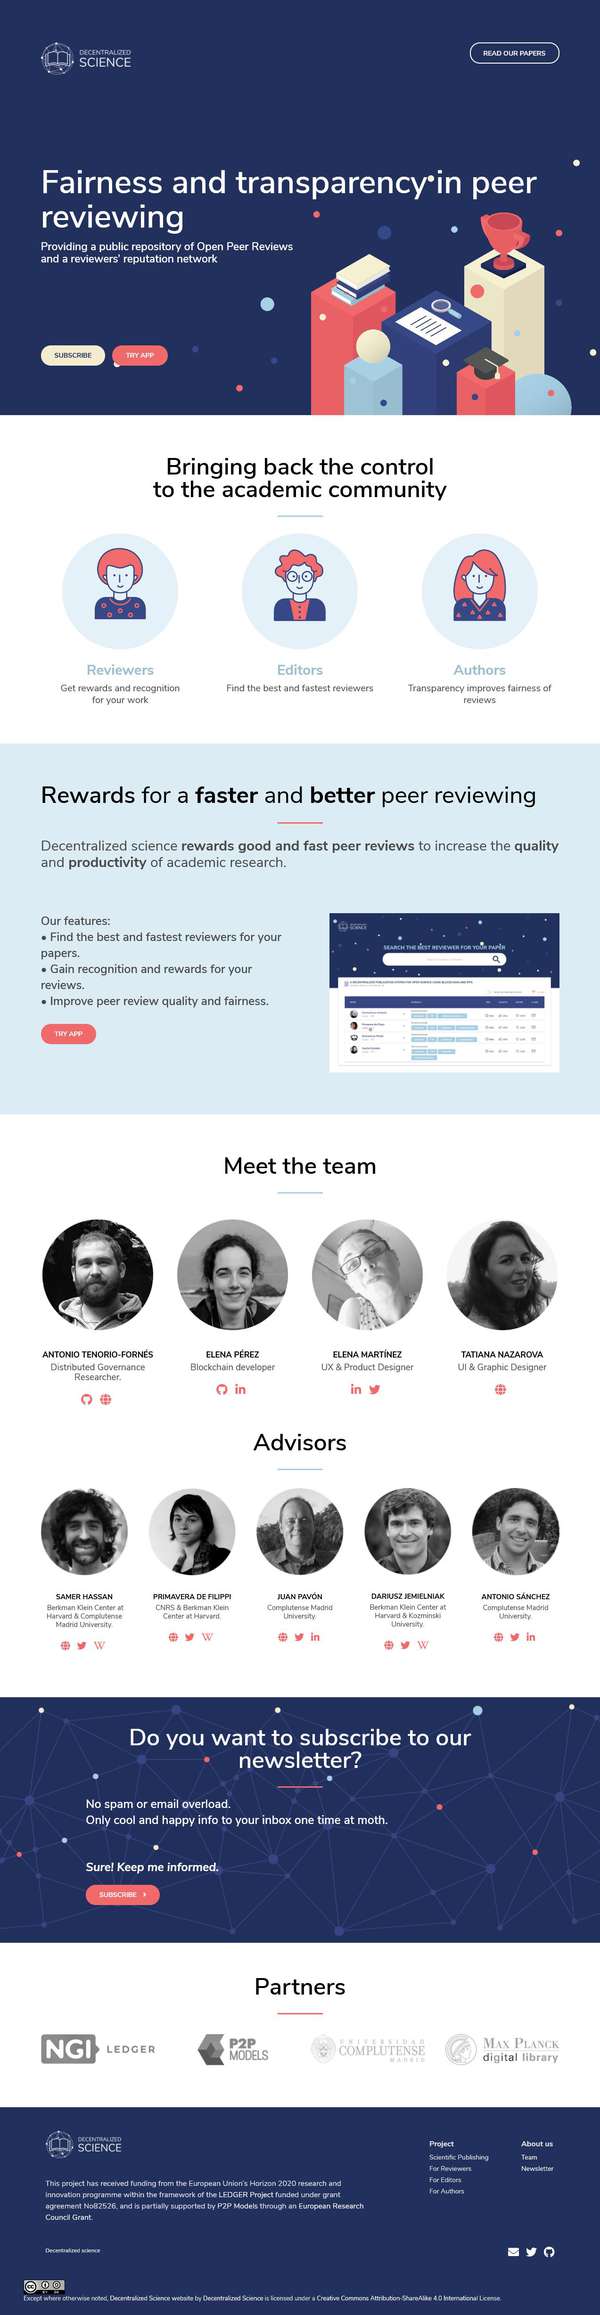 DECENTRALIZED
SCIENCE
READ OUR PAPERS
Fairness and transparency in peer
reviewing
Providing a public repository of Open Peer Reviews
and a reviewers' reputation network
SUBSCRIBE
TRY APP
Bringing back the control
to the academic community
Reviewers
Get rewards and recognition
for your work
Editors
Find the best and fastest reviewers
Authors
Transparency improves fairness of
reviews
Rewards for a faster and better peer reviewing
Decentralized science rewards good and fast peer reviews to increase the quality
and productivity of academic research.
Our features:
• Find the best and fastest reviewers for your
papers.
• Gain recognition and rewards for your
reviews.
• Improve peer review quality and fairness.
TRY APP
SCIENCE
SEARCH THE BEST REVIEWER FOR YOUR PAPER
Meet the team
ANTONIO TENORIO-FORNÉS
Distributed Governance
Researcher.
ELENA PÉREZ
Blockchain developer
ELENA MARTÍNEZ
UX & Product Designer
TATIANA NAZAROVA
UI & Graphic Designer
Advisors
SAMER HASSAN
Berkman Klein Center at
Harvard & Complutense
Madrid University.
PRIMAVERA DE FILIPPI
CNRS & Berkman Klein
Center at Harvard.
JUAN PAVÓN
Complutense Madrid
University.
DARIUSZ JEMIELNIAK
Berkman Klein Center at
Harvard & Kozminski
University.
ANTONIO SÁNCHEZ
Complutense Madrid
University.
Do you want to subscribe to our
newsletter?
No spam or email overload.
Only cool and happy info to your inbox one time at moth.
Sure! Keep me informed.
SUBSCRIBE
Partners
NGI LEDGER
P2P
MODELS
UNIVERSIDAD
COMPLUTENSE
MADRID
MAX PLANCK
digital library
DECENTRALIZED
SCIENCE
This project has received funding from the European Union's Horizon 2020 research and
innovation programme within the framework of the LEDGER Project funded under grant
agreement No82526, and is partially supported by P2P Models through an European Research
Council Grant.
Decentralized science
Project
Scientific Publishing
For Reviewers
For Editors
For Authors
About us
Team
Newsletter
Except where otherwise noted, Decentralized Science website by Decentralized Science is licensed under a Creative Commons Attribution-ShareAlike 4.0 International License.